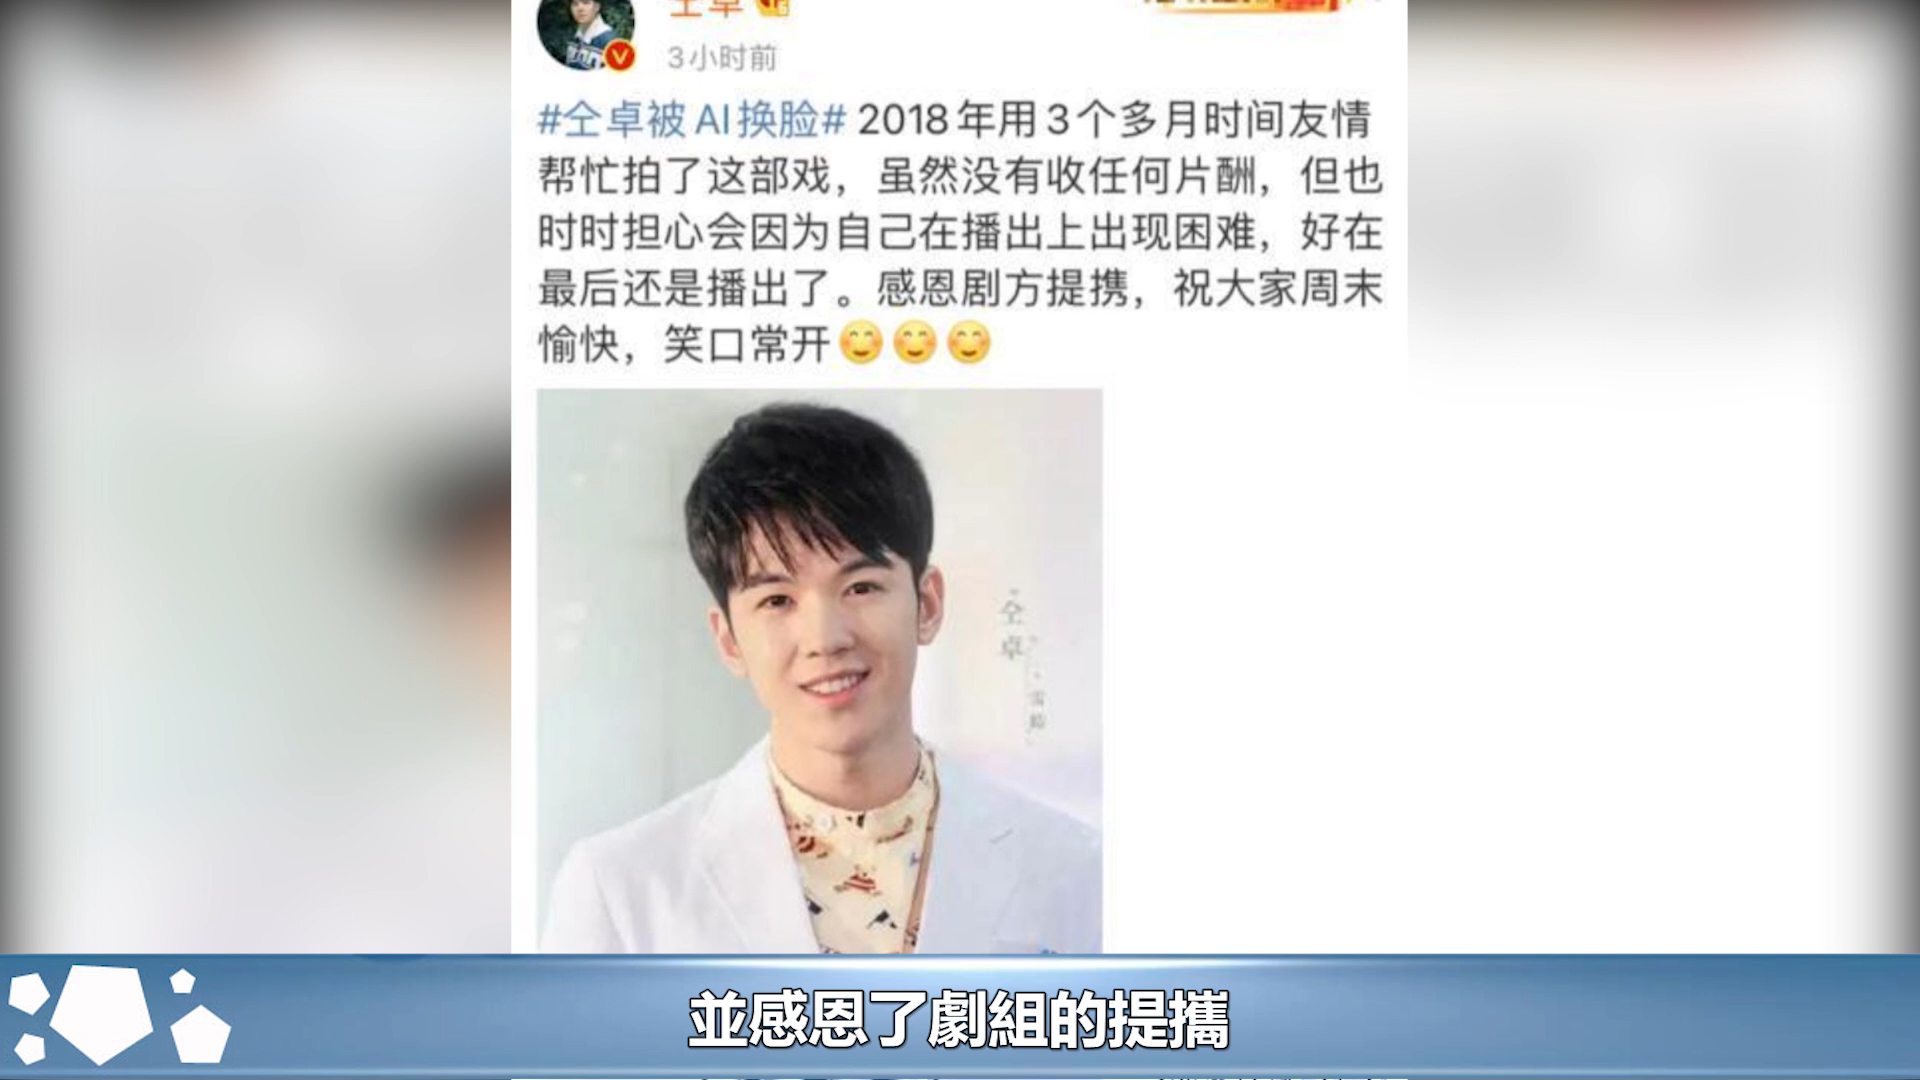 仝卓
3小时前
#仝卓被AI换脸# 2018年用3个多月时间友情
帮忙拍了这部戏，虽然没有收任何片酬，但也
时时担心会因为自己在播出上出现困难，好在
最后还是播出了。感恩剧方提携，祝大家周末
愉快，笑口常开😊😊😊
仝卓
並感恩了劇組的提攜